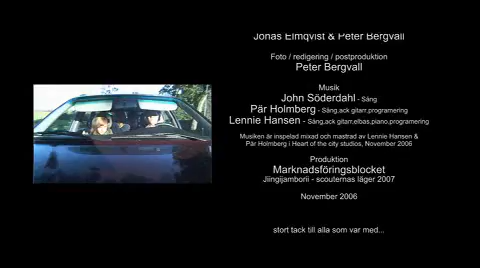 Jonas Elmqvist & Peter Bergvall
Foto / redigering / postproduktion
Peter Bergvall
Musik
John Söderdahl - Sång
Pär Holmberg - Sång,ack gitarr,programering
Lennie Hansen - Sång,ack gitarr,elbas,piano,programering
Musiken är inspelad mixad och mastrad av Lennie Hansen &
Pär Holmberg i Heart of the city studios, November 2006
Produktion
Marknadsföringsblocket
Jiingijamborii - scouternas läger 2007
November 2006
stort tack till alla som var med...